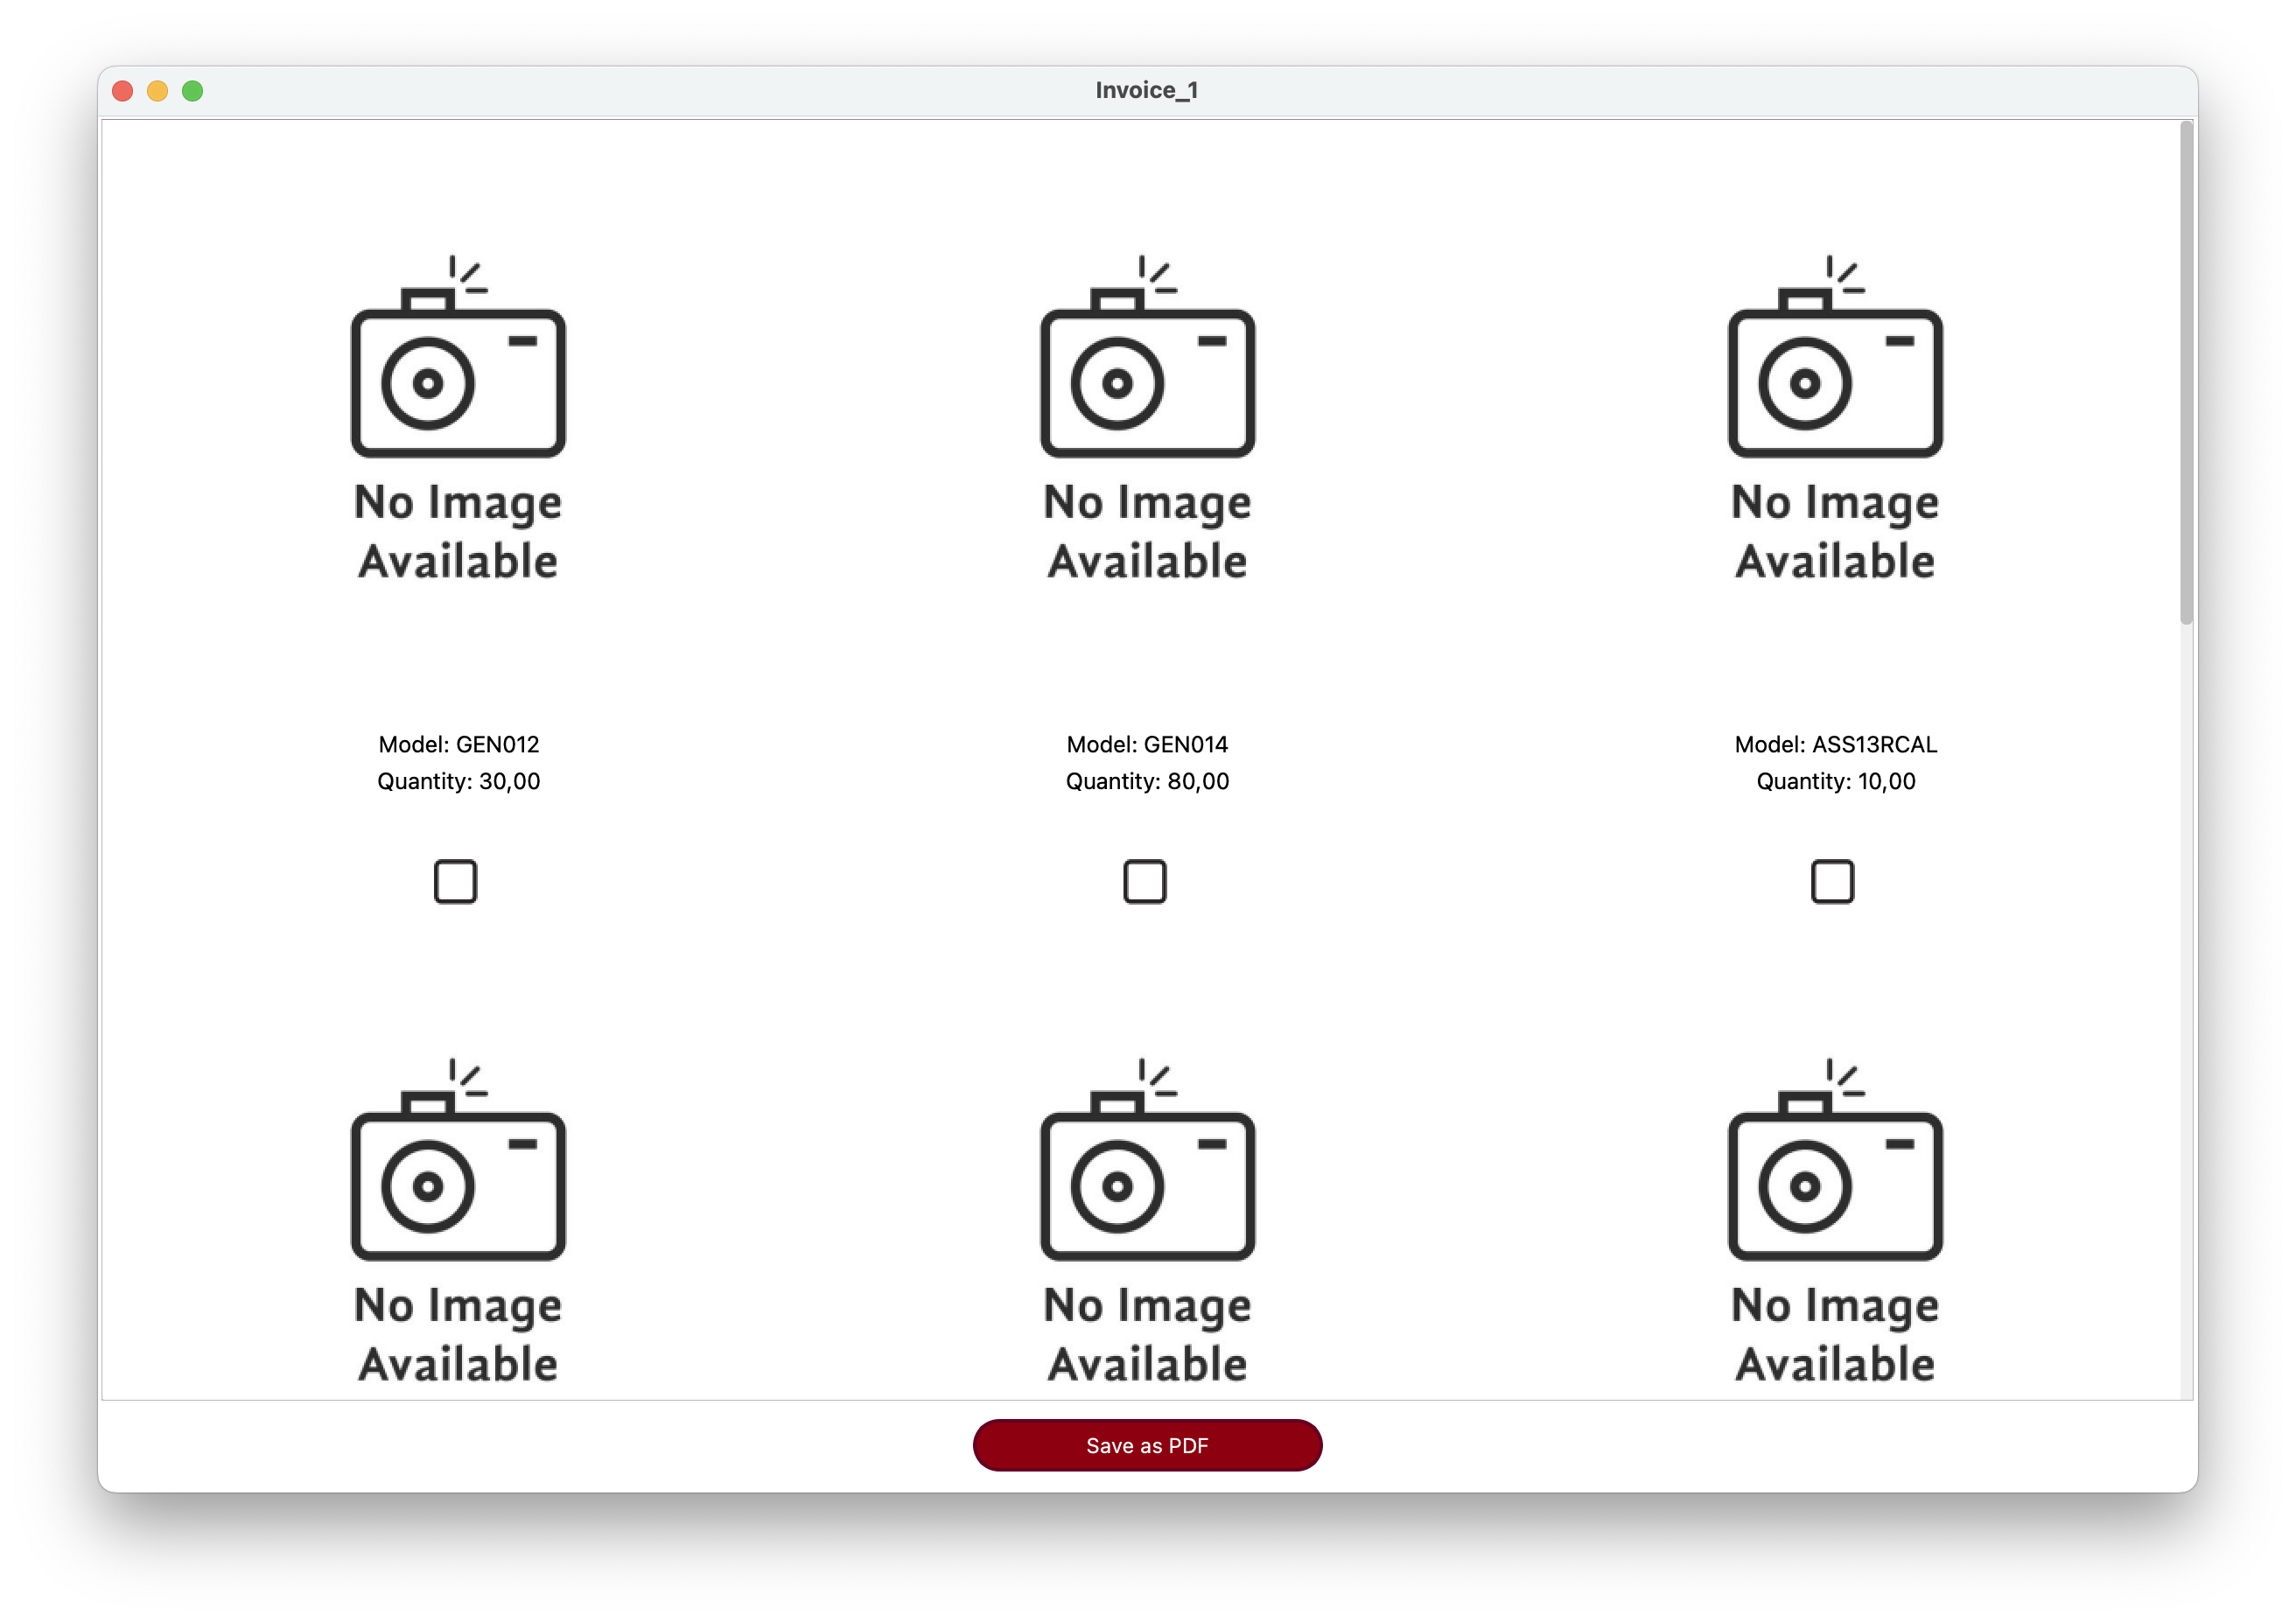 Invoice_1
No Image
Available
No Image
Available
No Image
Available
Model: GEN012
Quantity: 30,00
Model: GEN014
Quantity: 80,00
Model: ASS13RCAL
Quantity: 10,00
No Image
Available
No Image
Available
No Image
Available
Save as PDF